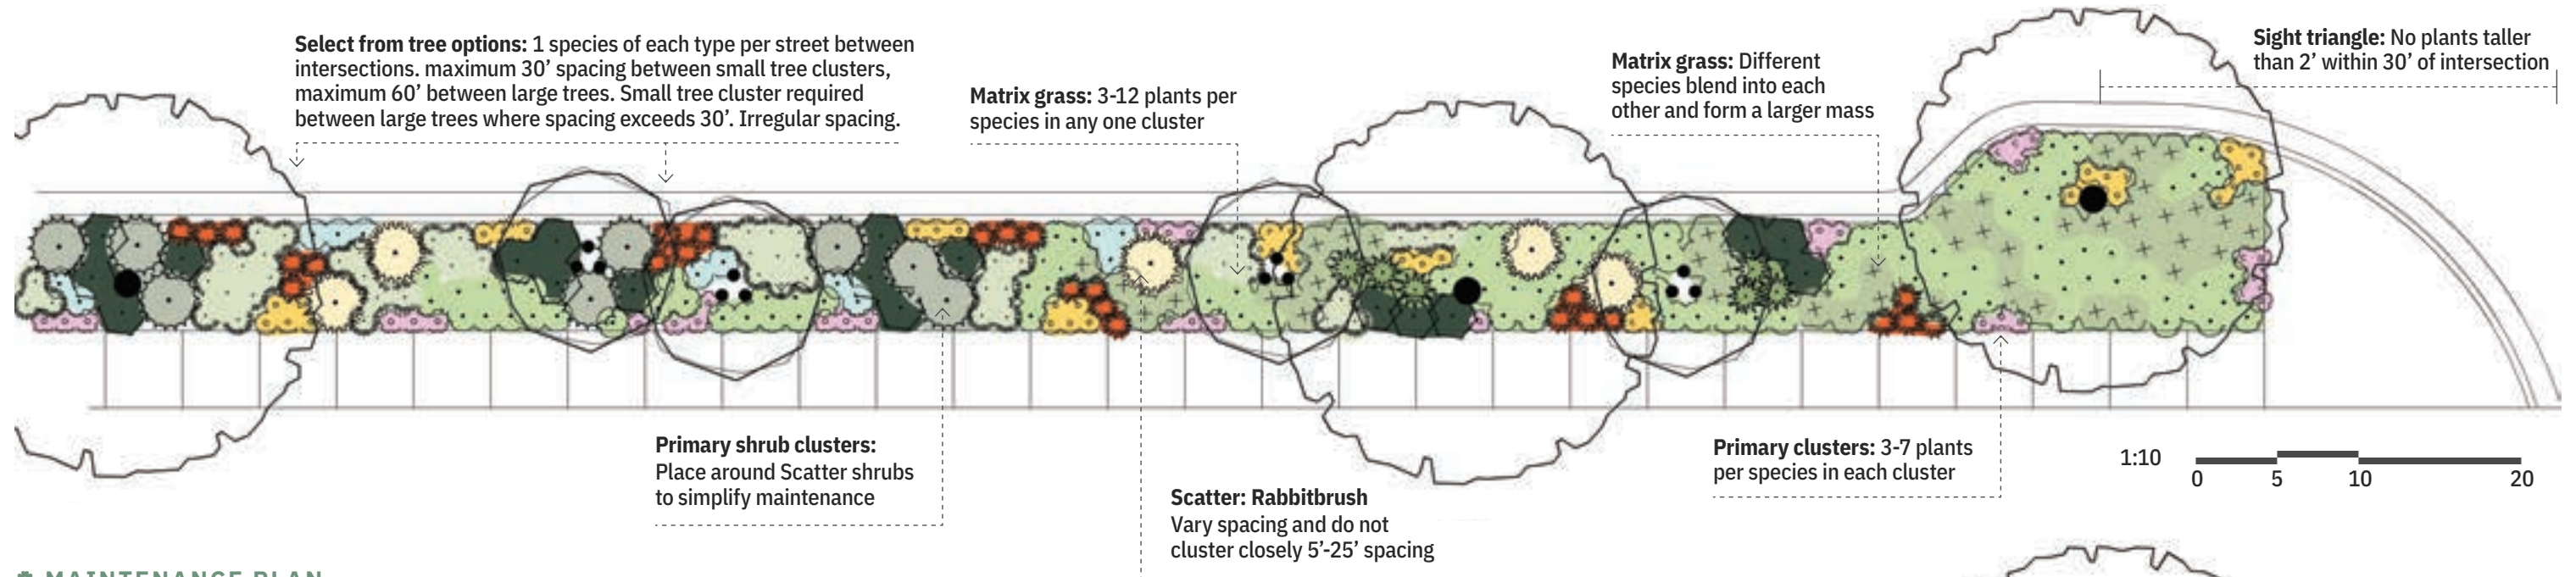 Select from tree options: 1 species of each type per street between
intersections. maximum 30’ spacing between small tree clusters,
maximum 60’ between large trees. Small tree cluster required
between large trees where spacing exceeds 30’. Irregular spacing.
Matrix grass: 3-12 plants per
species in any one cluster
Matrix grass: Different
species blend into each
other and form a larger mass
Sight triangle: No plants taller
than 2’ within 30’ of intersection
Primary shrub clusters:
Place around Scatter shrubs
to simplify maintenance
Scatter: Rabbitbrush
Vary spacing and do not
cluster closely 5’-25’ spacing
Primary clusters: 3-7 plants
per species in each cluster
1:10
0 5 10 20
MAINTENANCE PLAN